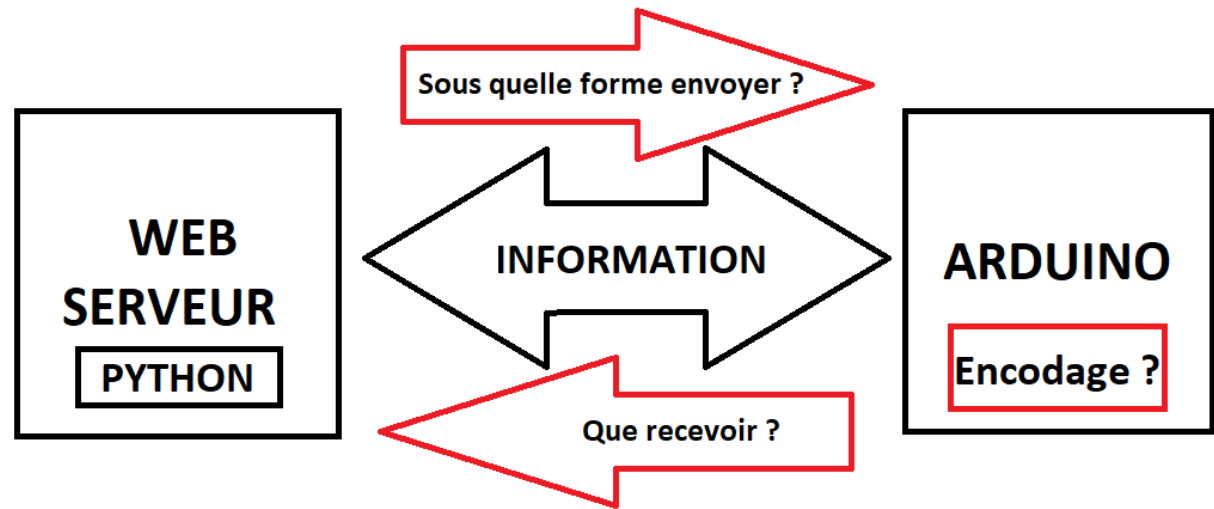 Sous quelle forme envoyer ?
WEB
SERVEUR
PYTHON
INFORMATION
ARDUINO
Encodage ?
Que recevoir ?